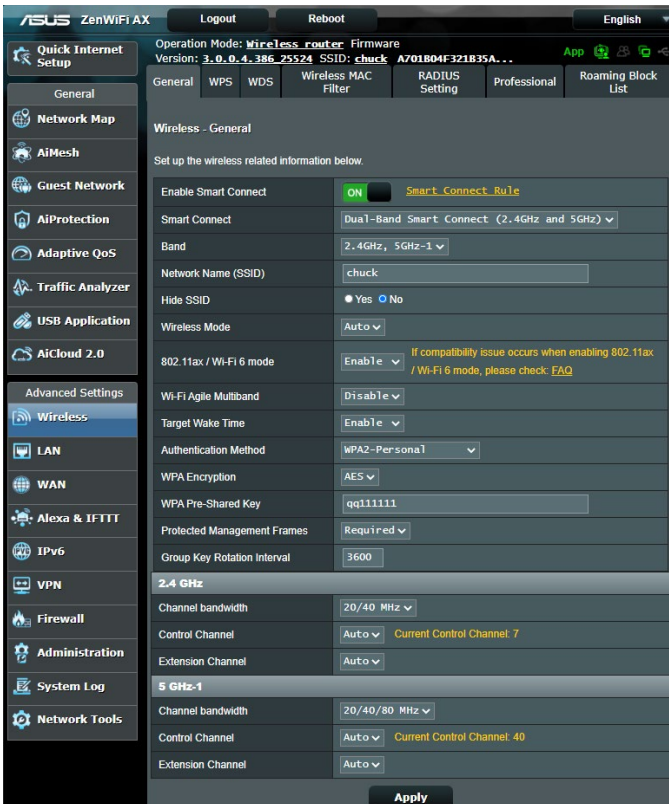 ASUS ZenWiFi AX Logout Reboot English
Quick Internet Setup
General
Network Map
AiMesh
Guest Network
AiProtection
Adaptive QoS
Traffic Analyzer
USB Application
AiCloud 2.0
Advanced Settings
Wireless
LAN
WAN
Alexa & IFTTT
IPv6
VPN
Firewall
Administration
System Log
Network Tools
Operation Mode: Wireless router Firmware
Version: 3.0.0.4.386_25524 SSID: chuck A701B04F321B35A...
App
General WPS WDS Wireless MAC Filter RADIUS Setting Professional Roaming Block List
Wireless - General
Set up the wireless related information below.
Enable Smart Connect ON Smart Connect Rule
Smart Connect Dual-Band Smart Connect (2.4GHz and 5GHz)
Band 2.4GHz, 5GHz-1
Network Name (SSID) chuck
Hide SSID Yes No
Wireless Mode Auto
802.11ax / Wi-Fi 6 mode Enable If compatibility issue occurs when enabling 802.11ax / Wi-Fi 6 mode, please check: FAQ
Wi-Fi Agile Multiband Disable
Target Wake Time Enable
Authentication Method WPA2-Personal
WPA Encryption AES
WPA Pre-Shared Key qq111111
Protected Management Frames Required
Group Key Rotation Interval 3600
2.4 GHz
Channel bandwidth 20/40 MHz
Control Channel Auto Current Control Channel: 7
Extension Channel Auto
5 GHz-1
Channel bandwidth 20/40/80 MHz
Control Channel Auto Current Control Channel: 40
Extension Channel Auto
Apply